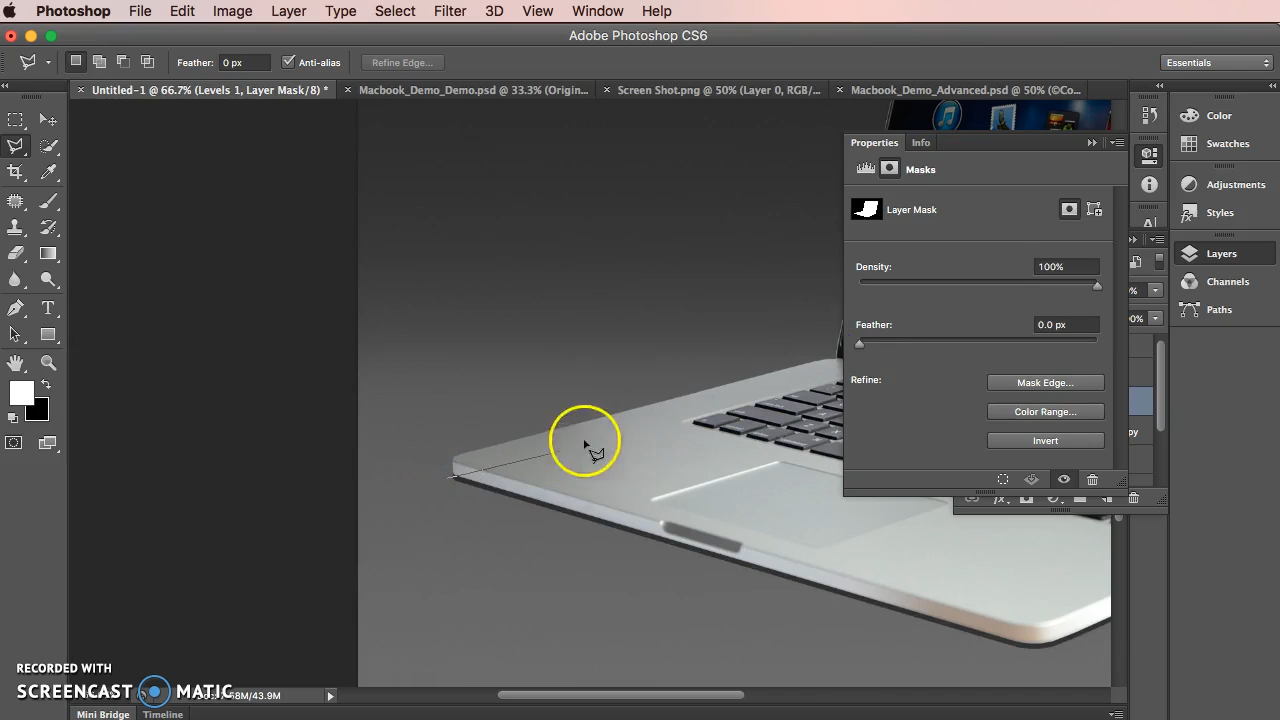 Photoshop File Edit Image Layer Type Select Filter 3D View Window Help
Adobe Photoshop CS6
Feather: 0 px Anti-alias Refine Edge... Essentials
Untitled-1 @ 66.7% (Levels 1, Layer Mask/8) * Macbook_Demo_Demo.psd @ 33.3% (Origin... Screen Shot.png @ 50% (Layer 0, RGB/... Macbook_Demo_Advanced.psd @ 50% (©Co...
Properties Info
Masks
Layer Mask
Density: 100%
Feather: 0.0 px
Refine: Mask Edge...
Color Range...
Invert
Color
Swatches
Adjustments
Styles
Layers
Channels
Paths
RECORDED WITH
SCREENCAST MATIC
Mini Bridge Timeline